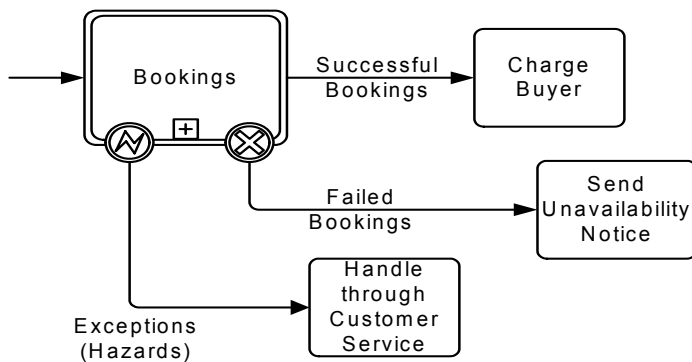 Bookings
Successful
Bookings
Charge
Buyer
Failed
Bookings
Send
Unavailability
Notice
Exceptions
(Hazards)
Handle
through
Customer
Service